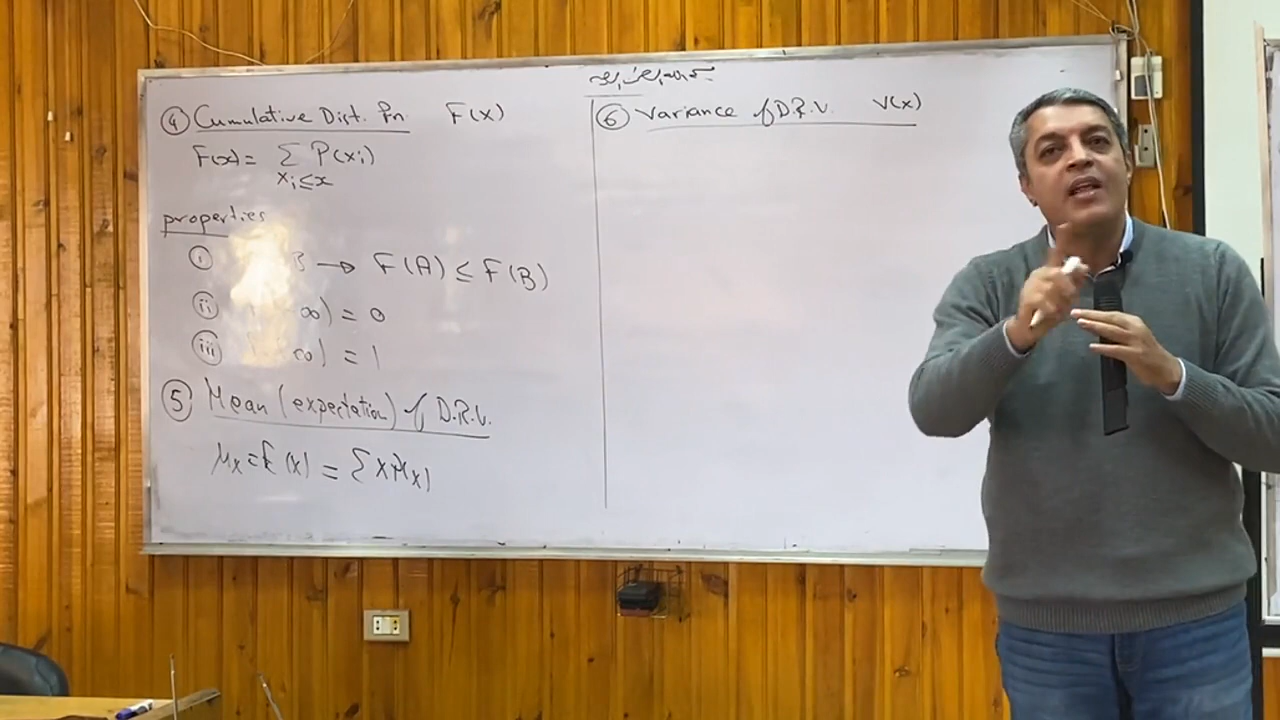 ④ Cumulative Dist. Fn. F(x)
F(x) = Σ P(xᵢ)
xᵢ ≤ x
properties
ⓘ B → F(A) ≤ F(B)
ⓘⓘ ∞) = 0
ⓘⓘⓘ ∞) = 1
⑤ Mean (expectation) of D.R.V.
μx = E(x) = Σ x P(x)
⑥ Variance of D.R.V. V(x)